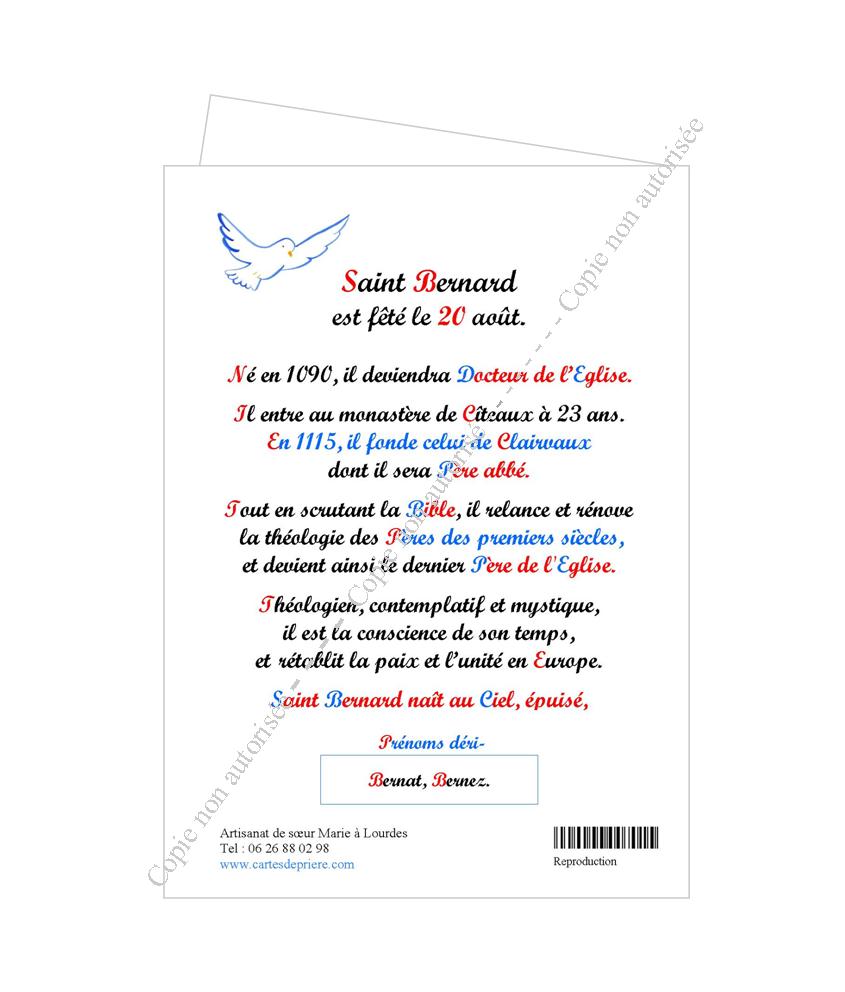 Saint Bernard
est fêté le 20 août.
Né en 1090, il deviendra Docteur de l'Eglise.
Il entre au monastère de Cîteaux à 23 ans.
En 1115, il fonde celui de Clairvaux
dont il sera Père abbé.
Tout en scrutant la Bible, il relance et rénove
la théologie des Pères des premiers siècles,
et devient ainsi le dernier Père de l'Eglise.
Théologien, contemplatif et mystique,
il est la conscience de son temps,
et rétablit la paix et l'unité en Europe.
Saint Bernard naît au Ciel, épuisé,
Prénoms déri-
Bernat, Bernez.
Artisanat de sœur Marie à Lourdes
Tel : 06 26 88 02 98
www.cartesdepriere.com
Reproduction
Copie non autorisée - - - - - Copie non autorisée - - - - - - - Copie non autorisée